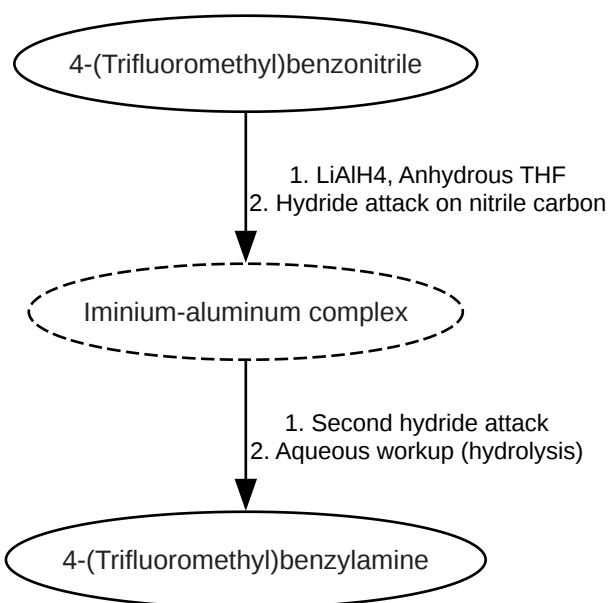 4-(Trifluoromethyl)benzonitrile
1. LiAlH4, Anhydrous THF
2. Hydride attack on nitrile carbon
Iminium-aluminum complex
1. Second hydride attack
2. Aqueous workup (hydrolysis)
4-(Trifluoromethyl)benzylamine